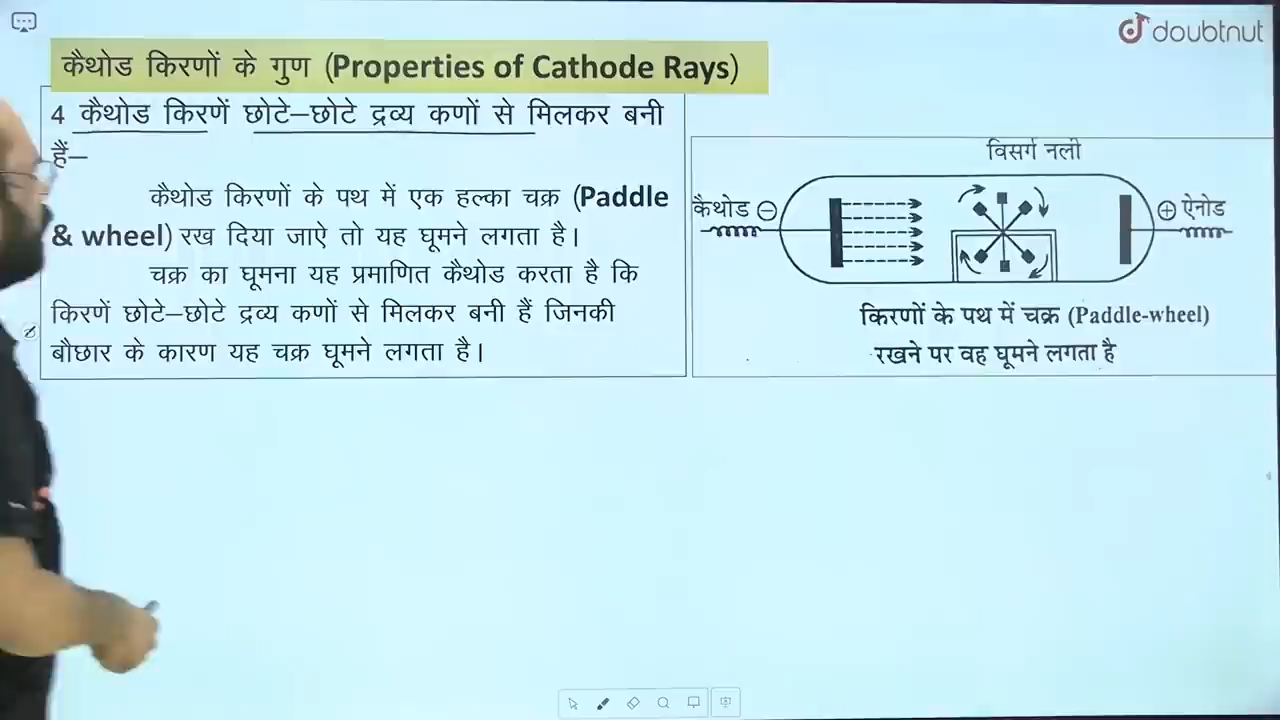 doubtnut
कैथोड किरणों के गुण (Properties of Cathode Rays)
4 कैथोड किरणें छोटे–छोटे द्रव्य कणों से मिलकर बनी
हैं–
कैथोड किरणों के पथ में एक हल्का चक्र (Paddle
& wheel) रख दिया जाऐ तो यह घूमने लगता है।
चक्र का घूमना यह प्रमाणित कैथोड करता है कि
किरणें छोटे–छोटे द्रव्य कणों से मिलकर बनी हैं जिनकी
बौछार के कारण यह चक्र घूमने लगता है।
विसर्ग नली
कैथोड
ऐनोड
किरणों के पथ में चक्र (Paddle-wheel)
रखने पर वह घूमने लगता है